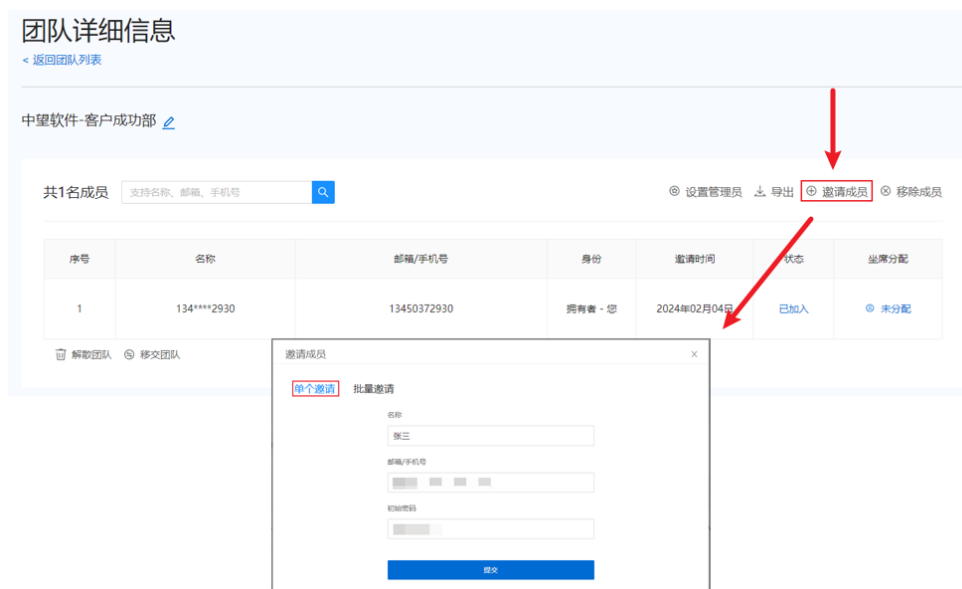 团队详细信息
< 返回团队列表
中望软件-客户成功部
共1名成员 支持名称、邮箱、手机号 设置管理员 导出 邀请成员 移除成员
序号 名称 邮箱/手机号 身份 邀请时间 状态 坐席分配
1 134****2930 13450372930 拥有者 - 您 2024年02月04日 已加入 未分配
解散团队 移交团队
邀请成员 x
单个邀请 批量邀请
名称
张三
邮箱/手机号
初始密码
提交